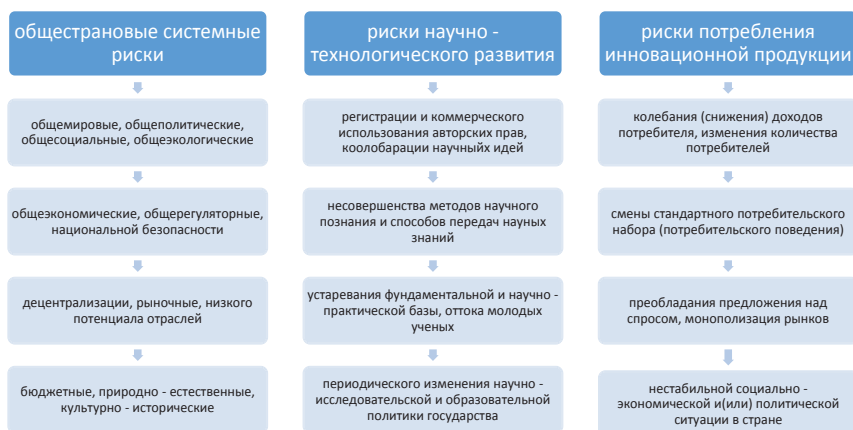 общестрановые системные
риски
общемировые, общеполитические,
общесоциальные, общеэкологические
общеэкономические, общерегуляторные,
национальной безопасности
децентрализации, рыночные, низкого
потенциала отраслей
бюджетные, природно - естественные,
культурно - исторические
риски научно -
технологического развития
регистрации и коммерческого
использования авторских прав,
коолобарации научныйх идей
несовершенства методов научного
познания и способов передач науных
знаний
устаревания фундаментальной и научно -
практической базы, оттока молодых
ученых
периодического изменения научно -
исследовательской и образовательной
политики государства
риски потребления
инновационной продукции
колебания (снижения) доходов
потребителя, изменения количества
потребителей
смены стандартного потребительского
набора (потребительского поведения)
преобладания предложения над
спросом, монополизация рынков
нестабильной социально -
экономической и(или) политической
ситуации в стране